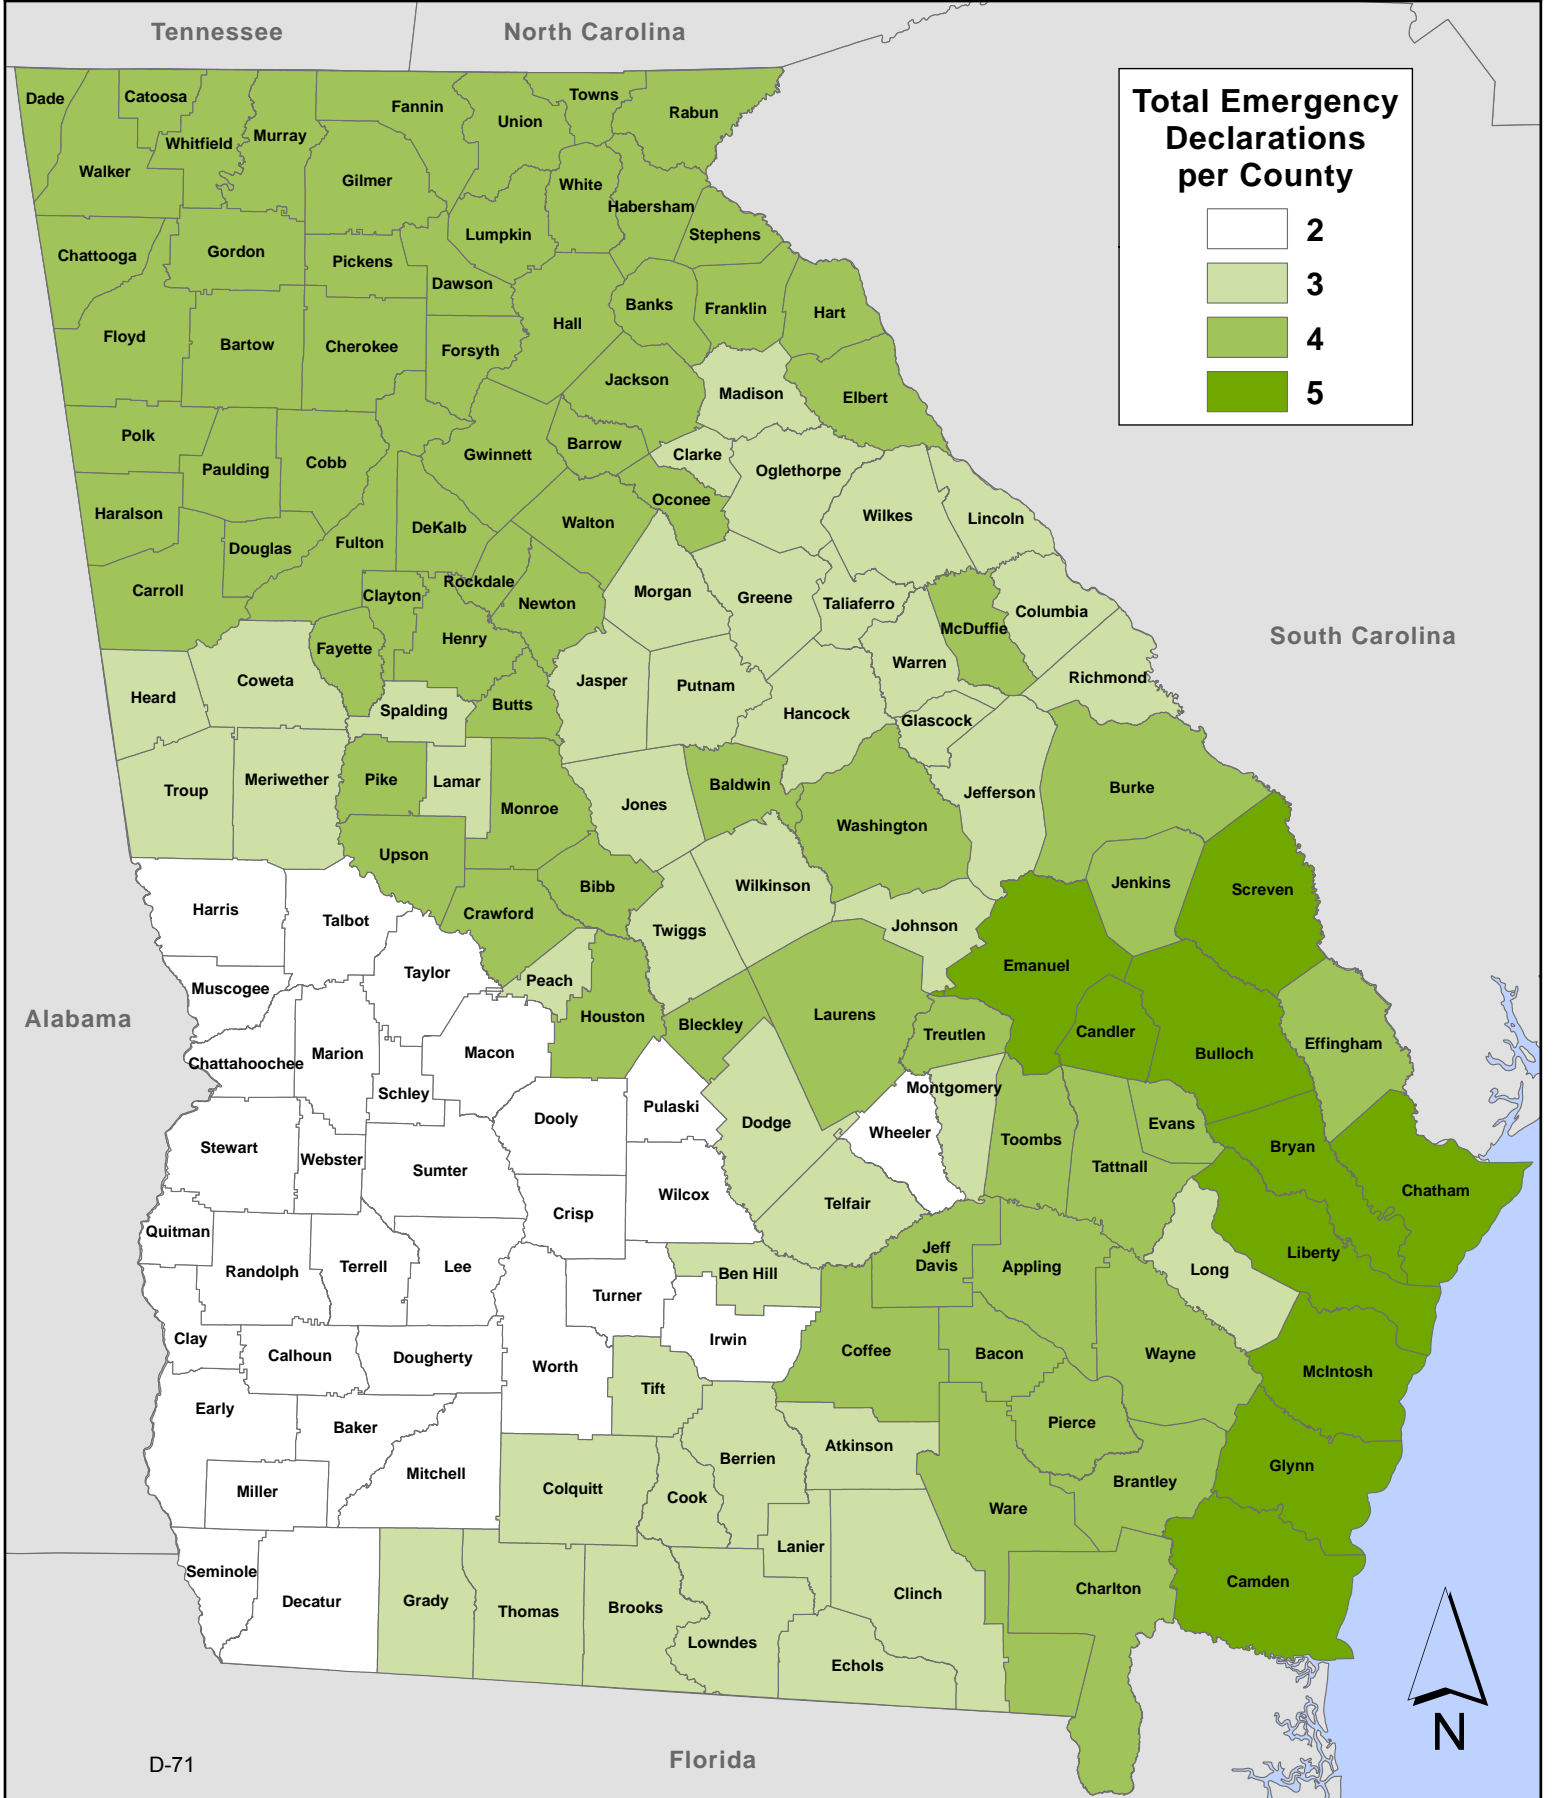 Tennessee
North Carolina
Total Emergency
Declarations
per County
2
3
4
5
Dade
Catoosa
Fannin
Towns
Rabun
Union
Murray
Whitfield
Walker
Gilmer
White
Habersham
Lumpkin
Stephens
Chattooga
Gordon
Pickens
Dawson
Banks
Franklin
Hart
Floyd
Bartow
Cherokee
Forsyth
Hall
Jackson
Madison
Elbert
Polk
Paulding
Cobb
Gwinnett
Barrow
Clarke
Oglethorpe
Oconee
Wilkes
Lincoln
Haralson
Douglas
Fulton
DeKalb
Walton
Carroll
Clayton
Rockdale
Newton
Morgan
Greene
Taliaferro
Columbia
McDuffie
South Carolina
Henry
Fayette
Warren
Richmond
Heard
Coweta
Spalding
Butts
Jasper
Putnam
Hancock
Glascock
Troup
Meriwether
Pike
Lamar
Monroe
Jones
Baldwin
Washington
Jefferson
Burke
Upson
Bibb
Wilkinson
Jenkins
Screven
Harris
Talbot
Crawford
Twiggs
Johnson
Emanuel
Taylor
Peach
Muscogee
Alabama
Houston
Bleckley
Laurens
Treutlen
Candler
Bulloch
Effingham
Chattahoochee
Marion
Macon
Schley
Montgomery
Dooly
Pulaski
Dodge
Wheeler
Toombs
Evans
Tattnall
Bryan
Chatham
Stewart
Webster
Sumter
Crisp
Wilcox
Telfair
Quitman
Randolph
Terrell
Lee
Turner
Ben Hill
Jeff
Davis
Appling
Long
Liberty
Clay
Calhoun
Dougherty
Worth
Irwin
Tift
Coffee
Bacon
Wayne
McIntosh
Early
Baker
Mitchell
Miller
Colquitt
Cook
Berrien
Atkinson
Pierce
Brantley
Glynn
Ware
Lanier
Seminole
Decatur
Grady
Thomas
Brooks
Lowndes
Clinch
Echols
Charlton
Camden
Florida
N
D-71